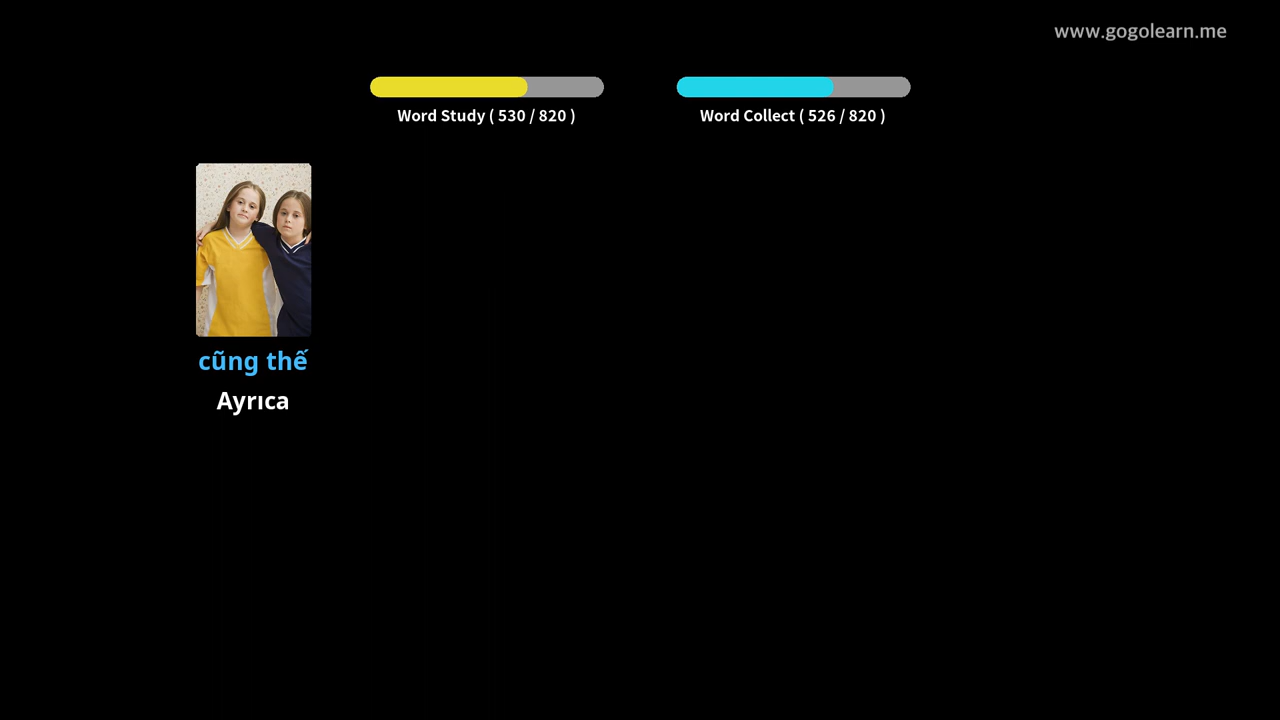 www.gogolearn.me
Word Study ( 530 / 820 )
Word Collect ( 526 / 820 )
cũng thế
Ayrıca